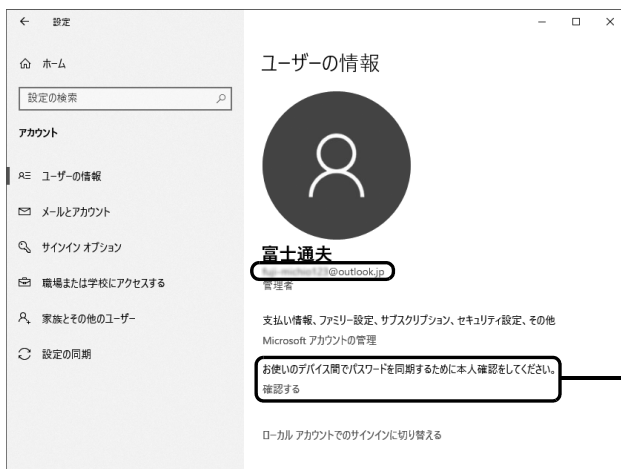 設定
ホーム
設定の検索
アカウント
ユーザーの情報
メールとアカウント
サインイン オプション
職場または学校にアクセスする
家族とその他のユーザー
設定の同期
ユーザーの情報
富士通夫
@outlook.jp
管理者
支払い情報、ファミリー設定、サブスクリプション、セキュリティ設定、その他
Microsoft アカウントの管理
お使いのデバイス間でパスワードを同期するために本人確認をしてください。
確認する
ローカル アカウントでのサインインに切り替える